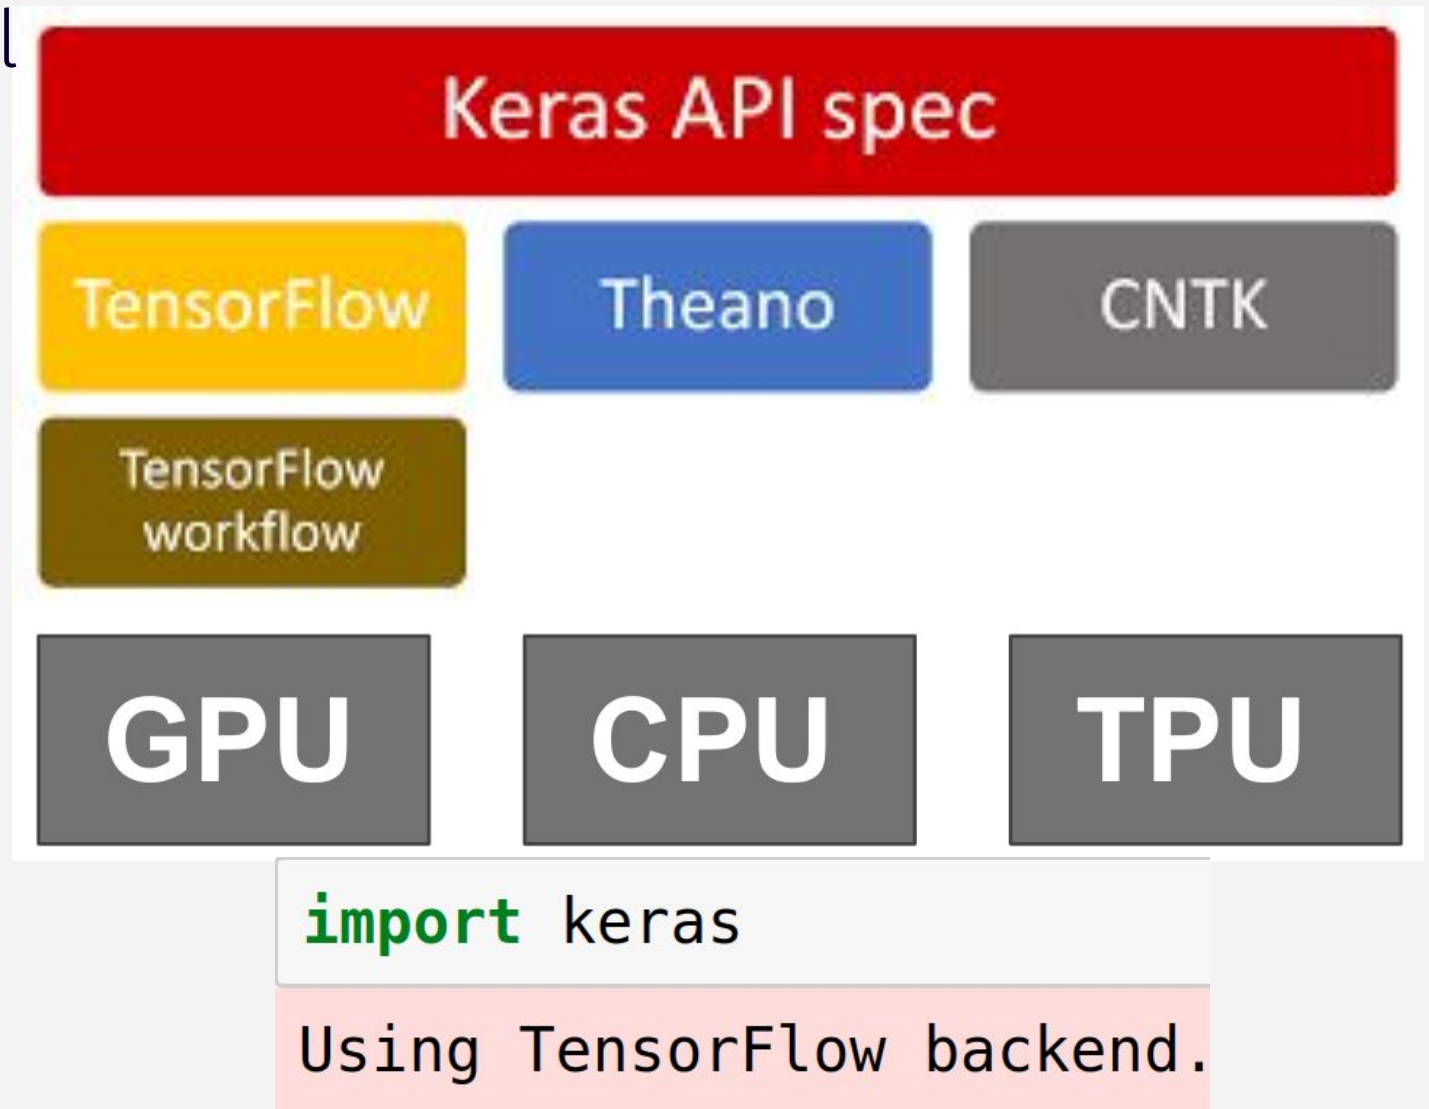 Keras API spec
TensorFlow
Theano
CNTK
TensorFlow
workflow
GPU
CPU
TPU
import keras
Using TensorFlow backend.